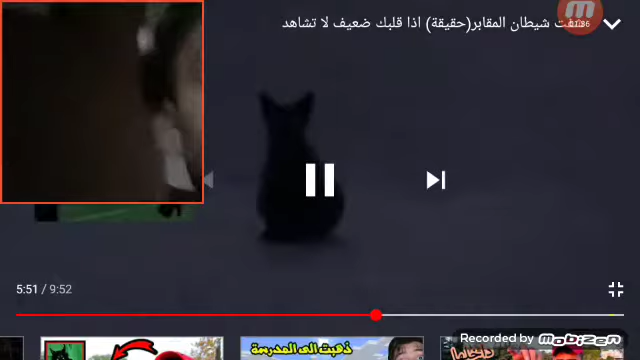 شيطان المقابر(حقيقة) اذا قلبك ضعيف لا تشاهد
5:51 / 9:52
ذهبت الى المدرسة
Recorded by mobizen